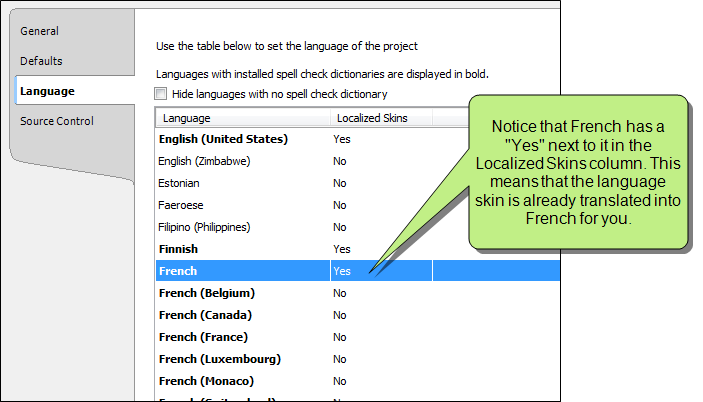 General
Defaults
Language
Source Control
Use the table below to set the language of the project
Languages with installed spell check dictionaries are displayed in bold.
Hide languages with no spell check dictionary
Language Localized Skins
English (United States) Yes
English (Zimbabwe) No
Estonian No
Faeroese No
Filipino (Philippines) No
Finnish Yes
French Yes
French (Belgium) No
French (Canada) No
French (France) No
French (Luxembourg) No
French (Monaco) No
Notice that French has a
"Yes" next to it in the
Localized Skins column. This
means that the language
skin is already translated into
French for you.